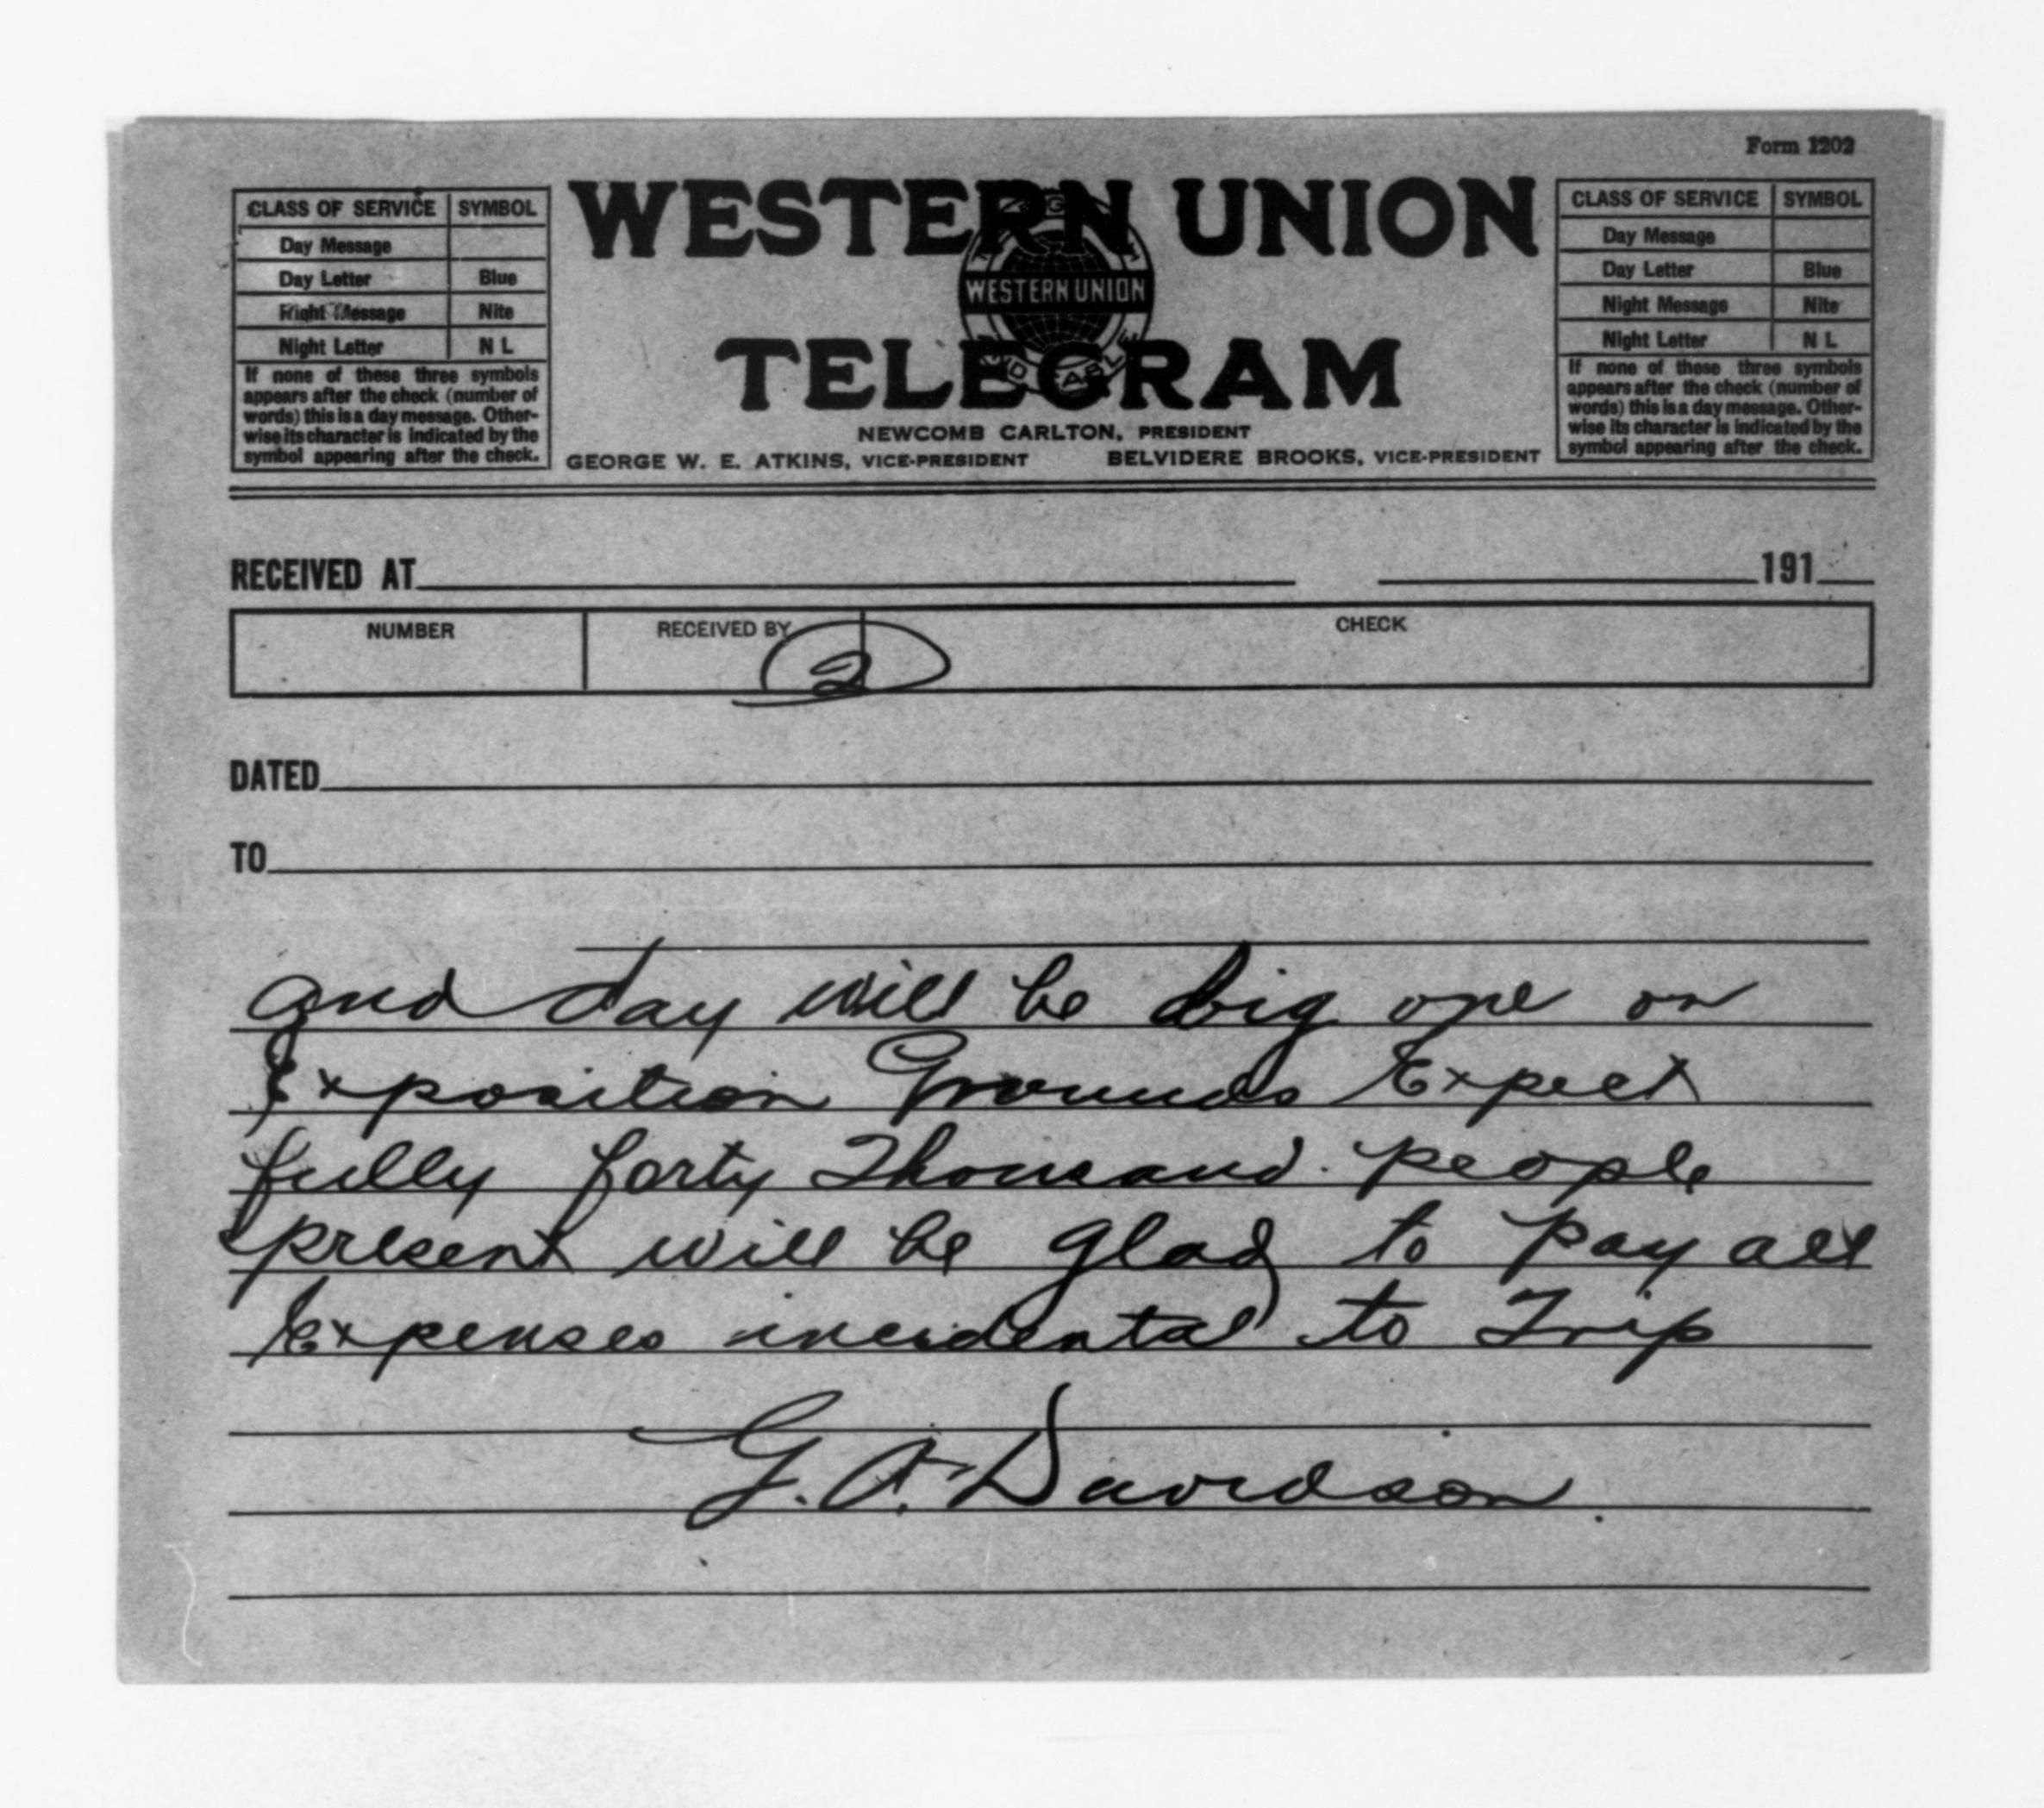 Form 1202
CLASS OF SERVICE SYMBOL
Day Message
Day Letter Blue
Night Message Nite
Night Letter N L
If none of these three symbols
appears after the check (number of
words) this is a day message. Other-
wise its character is indicated by the
symbol appearing after the check.
WESTERN UNION
WESTERN UNION
TELEGRAM
NEWCOMB CARLTON, PRESIDENT
GEORGE W. E. ATKINS, VICE-PRESIDENT BELVIDERE BROOKS, VICE-PRESIDENT
CLASS OF SERVICE SYMBOL
Day Message
Day Letter Blue
Night Message Nite
Night Letter N L
If none of these three symbols
appears after the check (number of
words) this is a day message. Other-
wise its character is indicated by the
symbol appearing after the check.
RECEIVED AT 191
NUMBER RECEIVED BY CHECK
2
DATED
TO
and day will be big one on
Exposition Grounds Expect
fully forty Thousand people
present will be glad to pay all
Expenses incidental to Trip
G. A. Davidson.